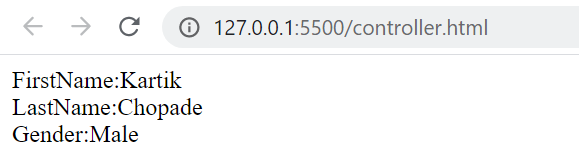 127.0.0.1:5500/controller.html
FirstName:Kartik
LastName:Chopade
Gender:Male